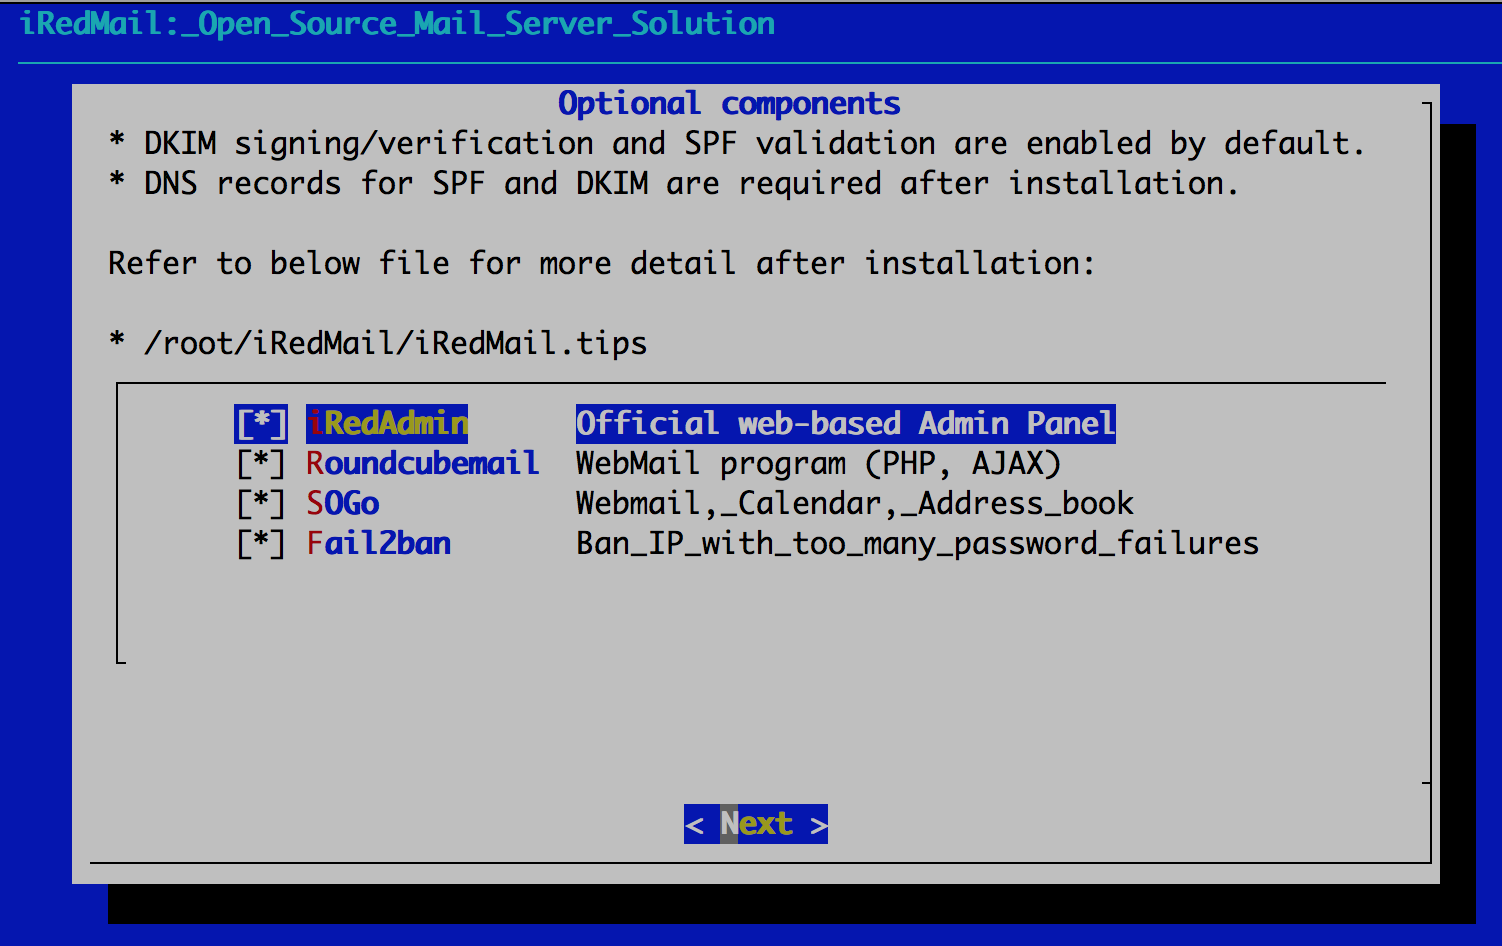 iRedMail:_Open_Source_Mail_Server_Solution
Optional components
* DKIM signing/verification and SPF validation are enabled by default.
* DNS records for SPF and DKIM are required after installation.
Refer to below file for more detail after installation:
* /root/iRedMail/iRedMail.tips
[*] iRedAdmin Official web-based Admin Panel
[*] Roundcubemail WebMail program (PHP, AJAX)
[*] SOGo Webmail,_Calendar,_Address_book
[*] Fail2ban Ban_IP_with_too_many_password_failures
< Next >